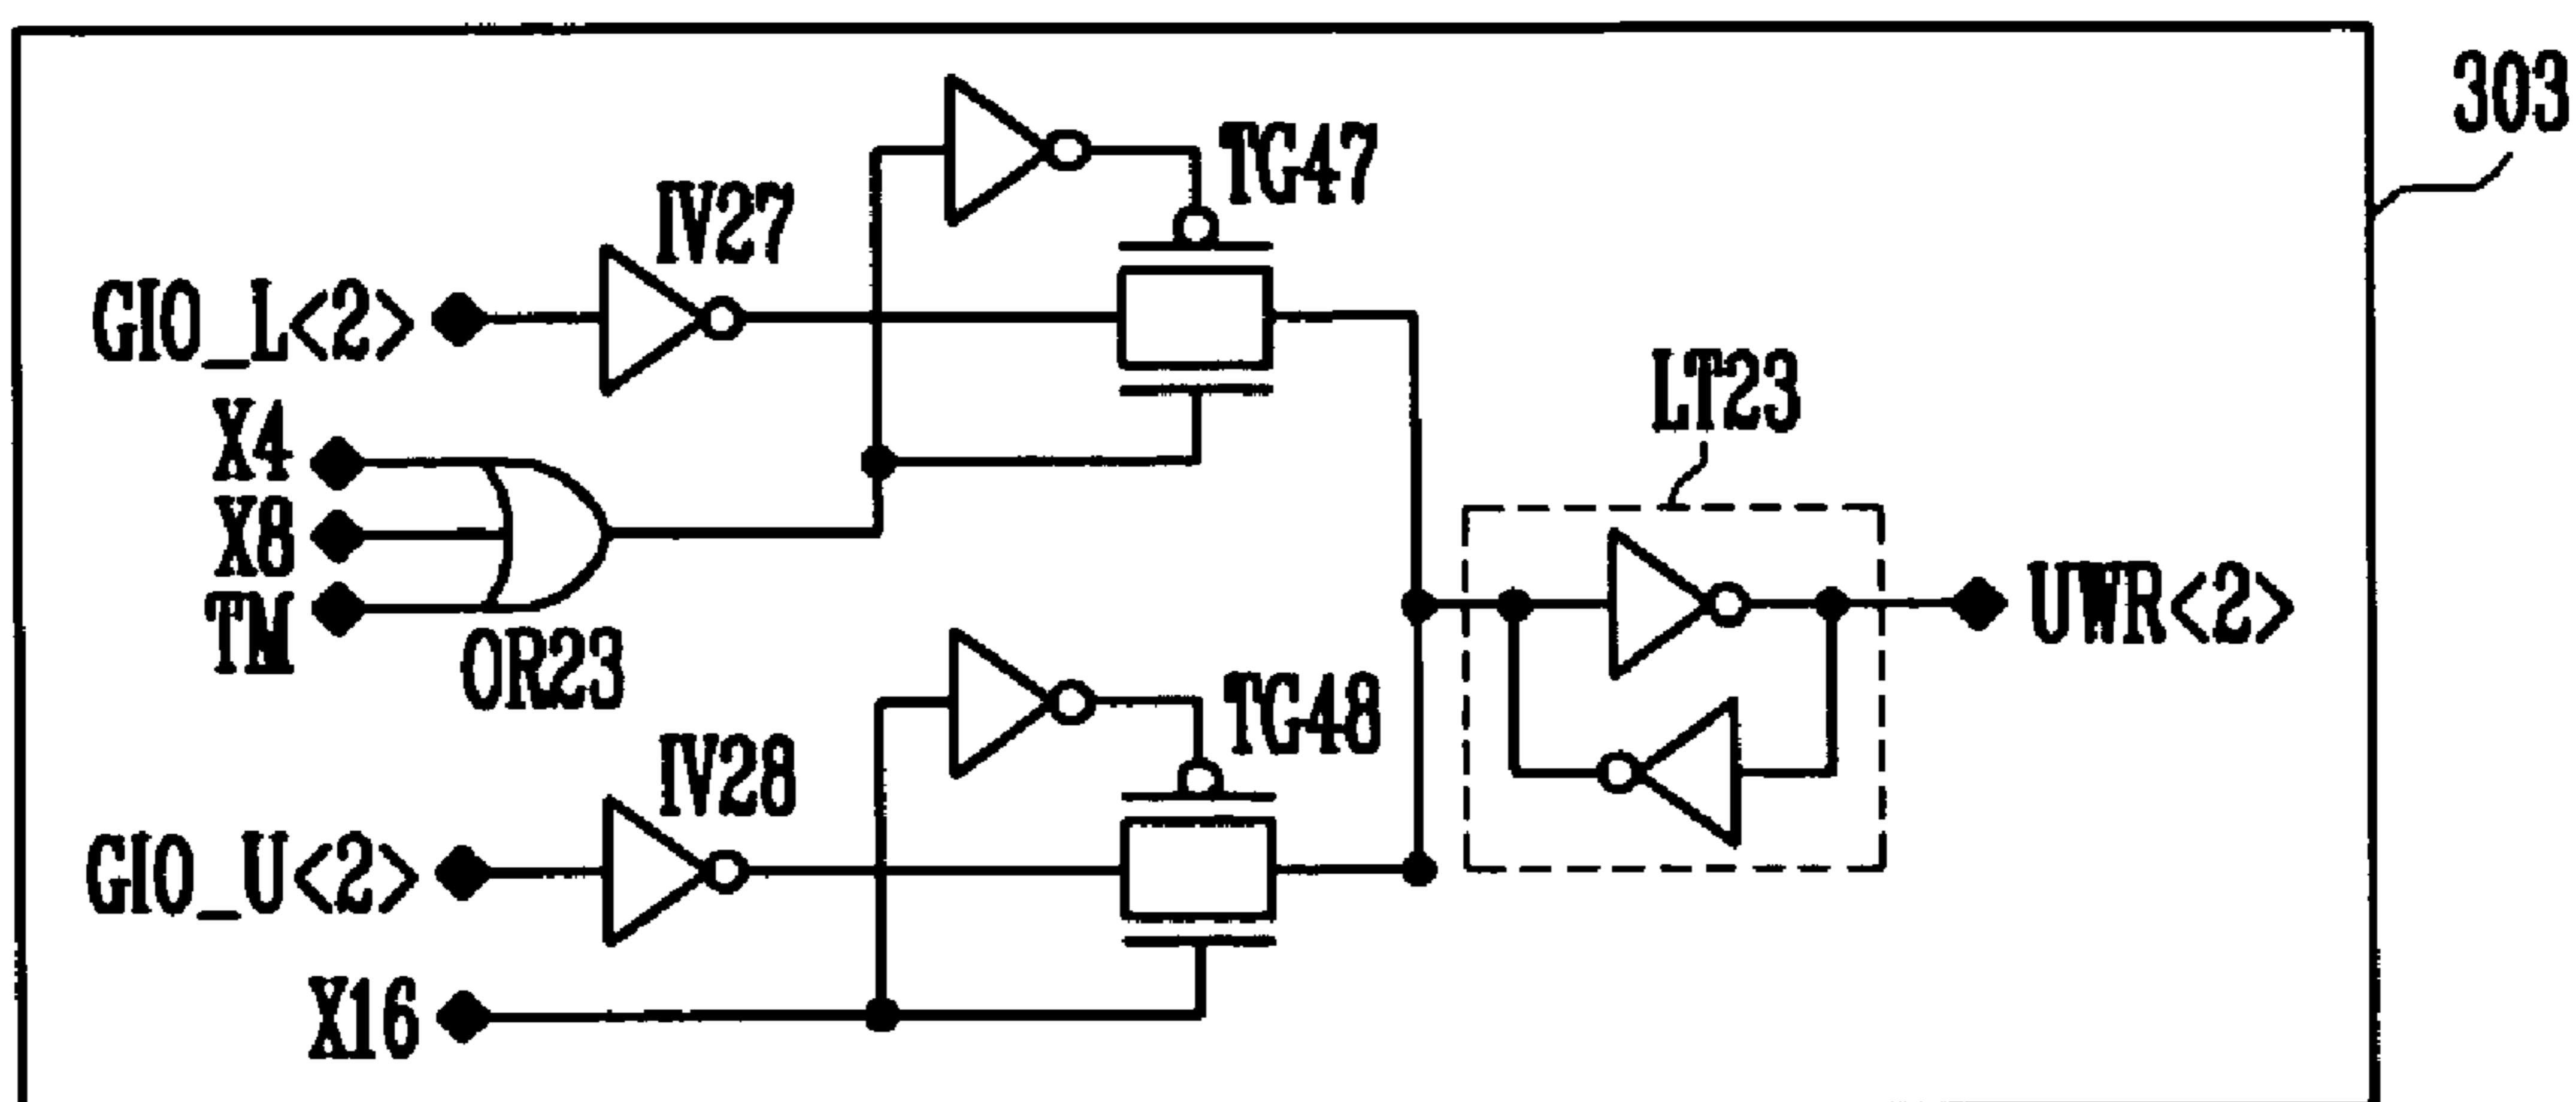 303
TG47
IV27
GIO_L<2>
X4
LT23
X8
UWR<2>
TM
OR23
TG48
IV28
GIO_U<2>
X16